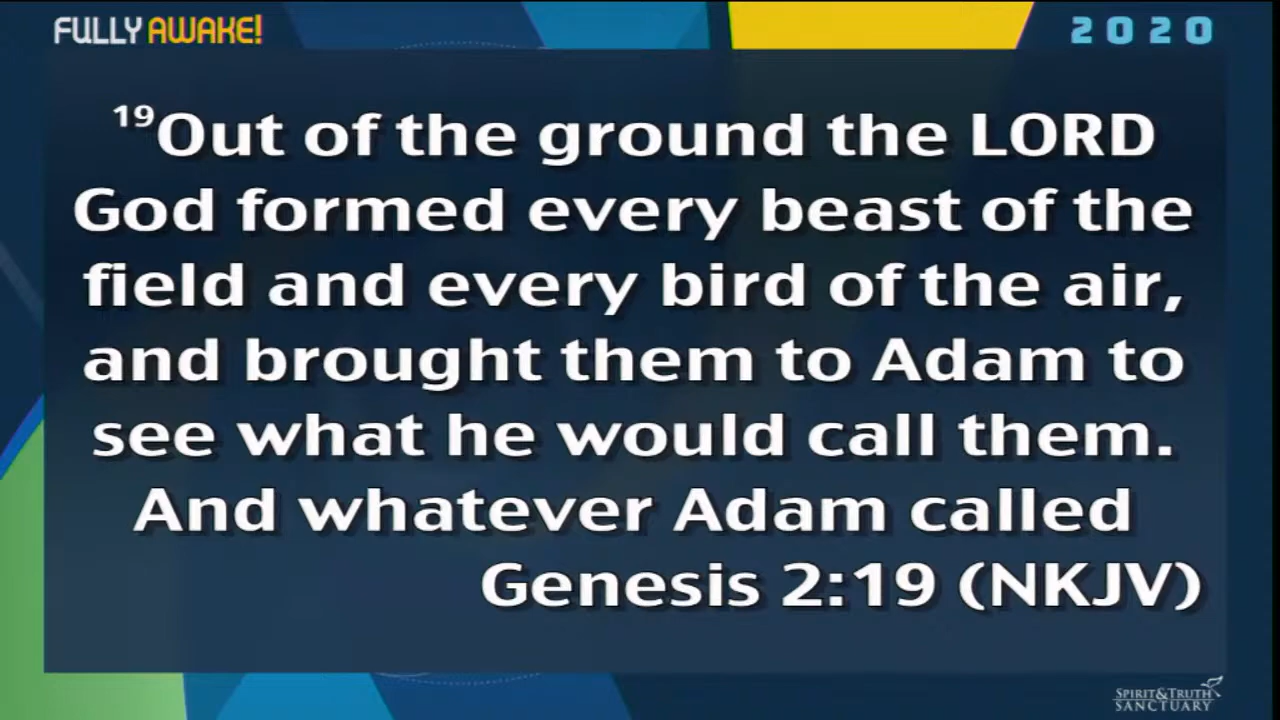 FULLY AWAKE!
2020
¹⁹Out of the ground the LORD
God formed every beast of the
field and every bird of the air,
and brought them to Adam to
see what he would call them.
And whatever Adam called
Genesis 2:19 (NKJV)
SPIRIT&TRUTH
SANCTUARY